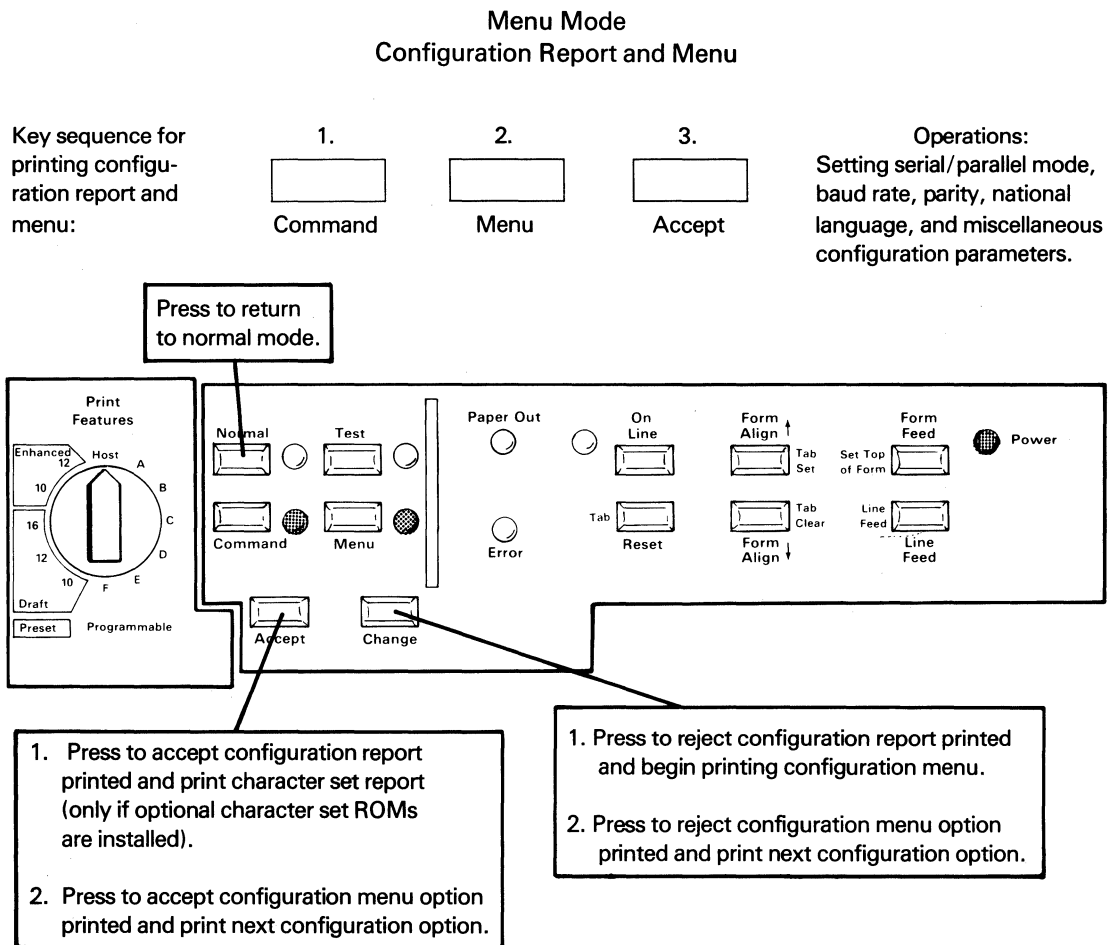 Menu Mode
Configuration Report and Menu
Key sequence for
printing configu-
ration report and
menu:
1.
2.
3.
Command
Menu
Accept
Operations:
Setting serial/parallel mode,
baud rate, parity, national
language, and miscellaneous
configuration parameters.
Press to return
to normal mode.
Print
Features
Enhanced
12
Host
A
B
C
D
E
F
10
16
12
10
Draft
Preset
Programmable
Normal
Test
Command
Menu
Accept
Change
Paper Out
Error
On
Line
Tab
Reset
Form
Align ↑
Tab
Set
Tab
Clear
Form
Align ↓
Form
Feed
Set Top
of Form
Line
Feed
Line
Feed
Power
1. Press to accept configuration report
printed and print character set report
(only if optional character set ROMs
are installed).
2. Press to accept configuration menu option
printed and print next configuration option.
1. Press to reject configuration report printed
and begin printing configuration menu.
2. Press to reject configuration menu option
printed and print next configuration option.